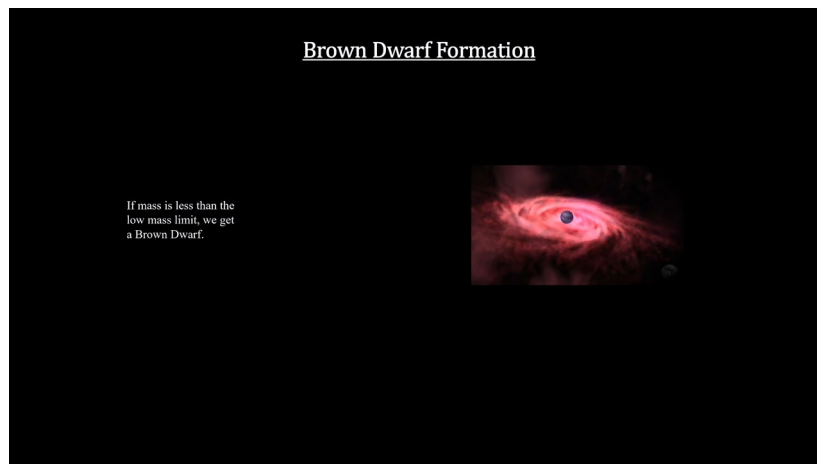 Brown Dwarf Formation
If mass is less than the
low mass limit, we get
a Brown Dwarf.